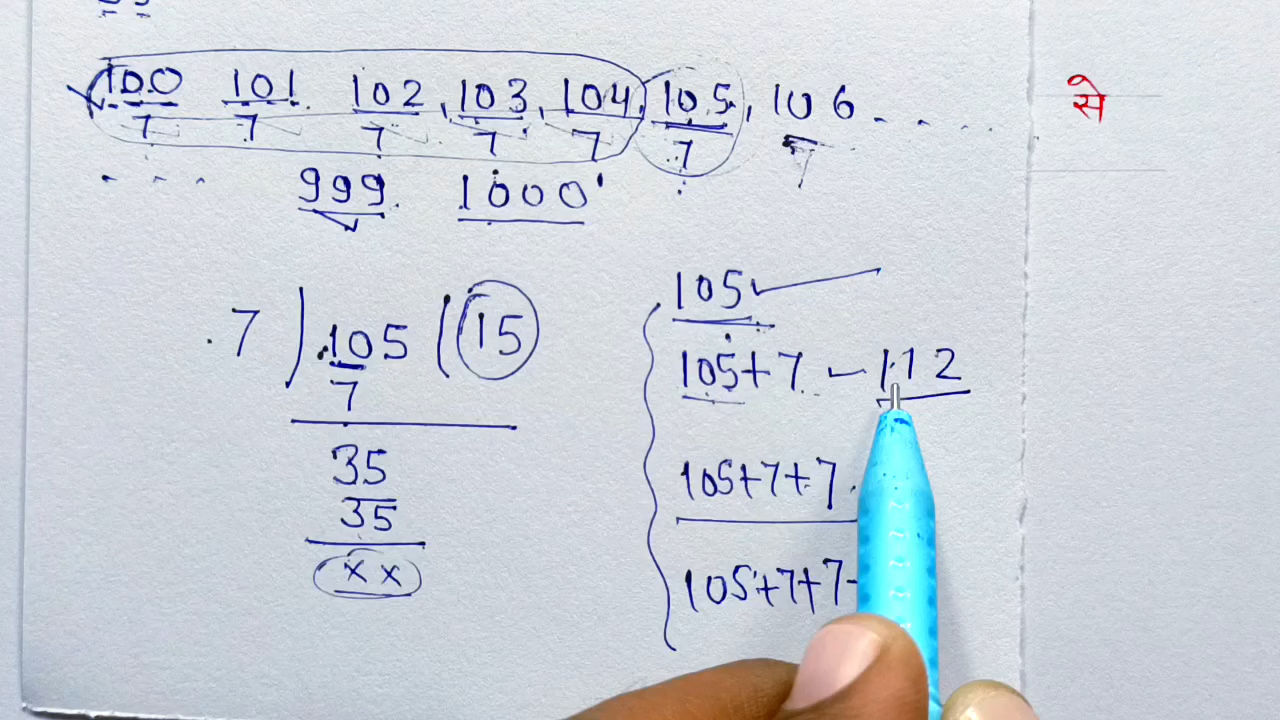 100 101. 102, 103, 104, 105, 106 . . . .
7 7 7 7 7 7 7
. . . 999. 1000
से
7 ) 105 ( 15
7
35
35
x x
105
105+7 - 112
105+7+7
105+7+7